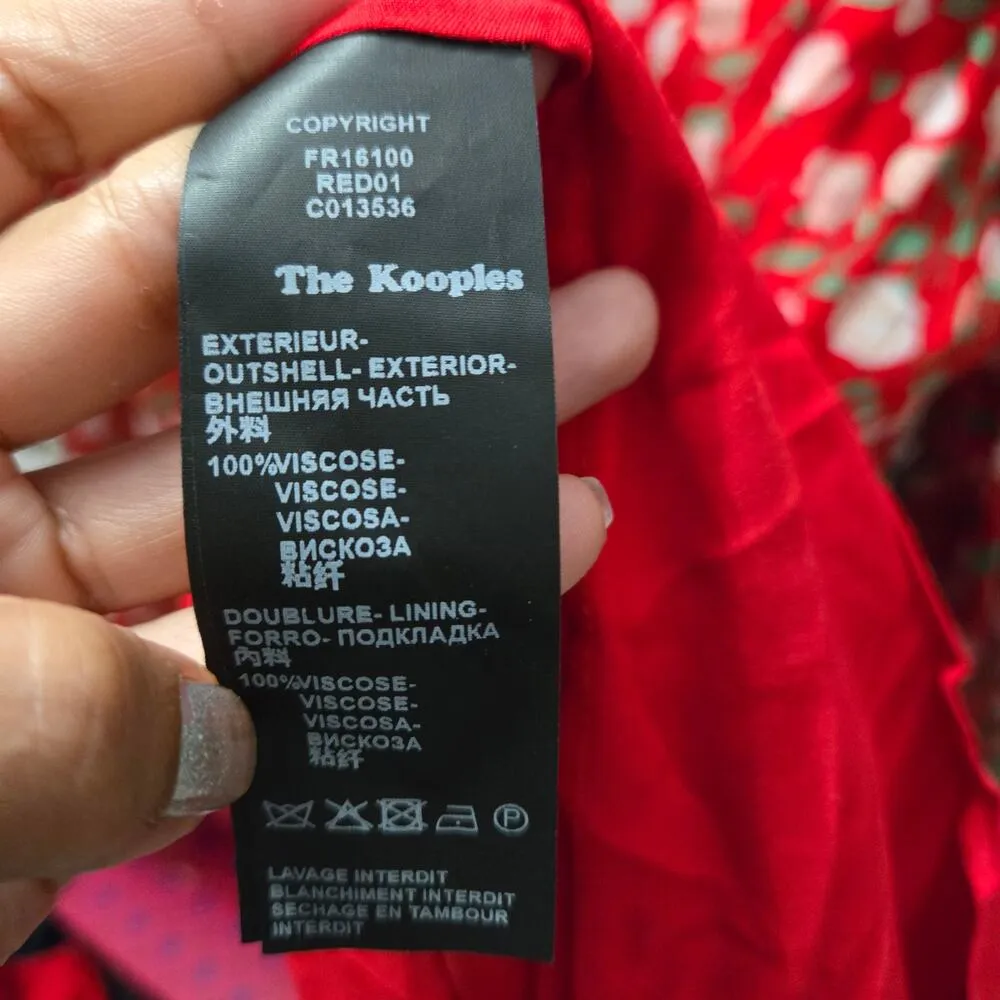 COPYRIGHT
FR16100
RED01
C013536
The Kooples
EXTERIEUR-
OUTSHELL- EXTERIOR-
ВНЕШНЯЯ ЧАСТЬ
外料
100%VISCOSE-
VISCOSE-
VISCOSA-
ВИСКОЗА
粘纤
DOUBLURE- LINING-
FORRO- ПОДКЛАДКА
内料
100%VISCOSE-
VISCOSE-
VISCOSA-
ВИСКОЗА
粘纤
P
LAVAGE INTERDIT
BLANCHIMENT INTERDIT
SECHAGE EN TAMBOUR
INTERDIT